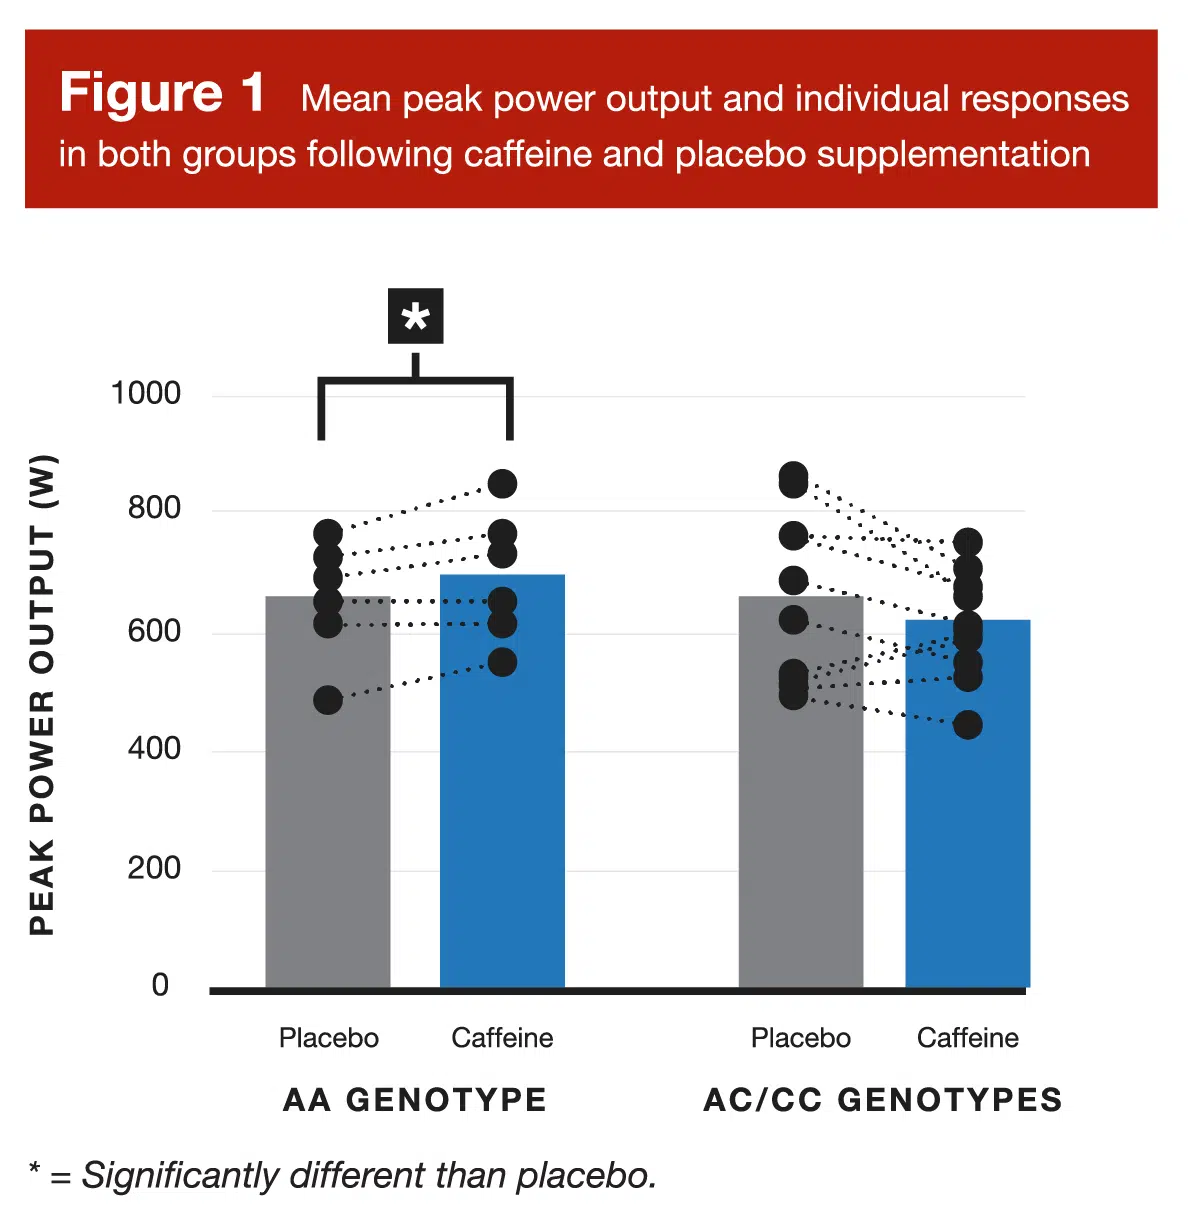 Figure 1 Mean peak power output and individual responses
in both groups following caffeine and placebo supplementation
*
1000
800
600
400
200
0
PEAK POWER OUTPUT (W)
Placebo Caffeine Placebo Caffeine
AA GENOTYPE AC/CC GENOTYPES
* = Significantly different than placebo.